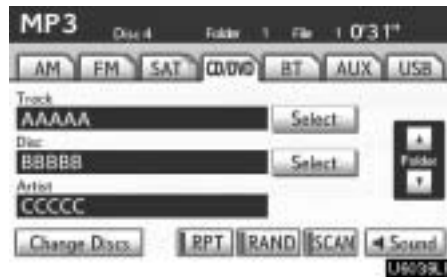 MP3 Disc 4 Folder 1 File 1 0'31"
AM FM SAT CD/DVD BT AUX USB
Track
AAAAA Select
Disc
BBBBB Select
Folder
Artist
CCCCC
Change Discs RPT RAND SCAN Sound
U6039L